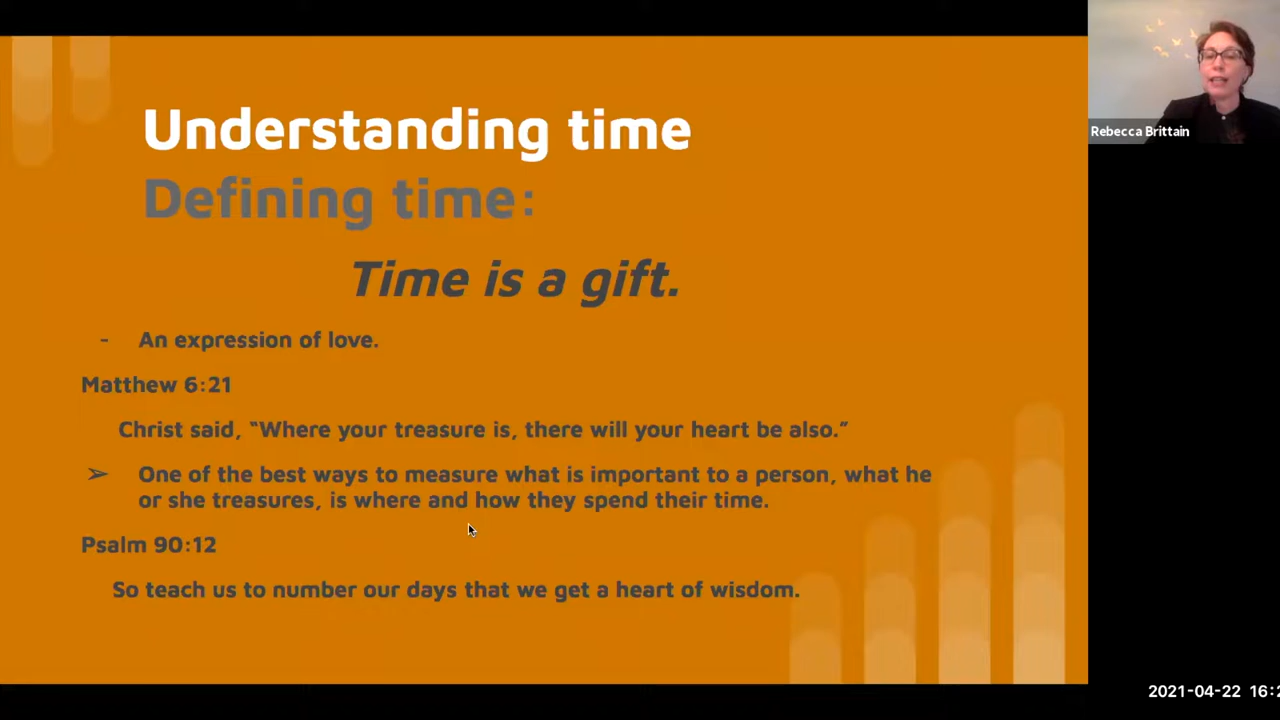 Understanding time
Defining time:
Time is a gift.
- An expression of love.
Matthew 6:21
Christ said, “Where your treasure is, there will your heart be also.”
➢ One of the best ways to measure what is important to a person, what he
or she treasures, is where and how they spend their time.
Psalm 90:12
So teach us to number our days that we get a heart of wisdom.
Rebecca Brittain
2021-04-22 16:2